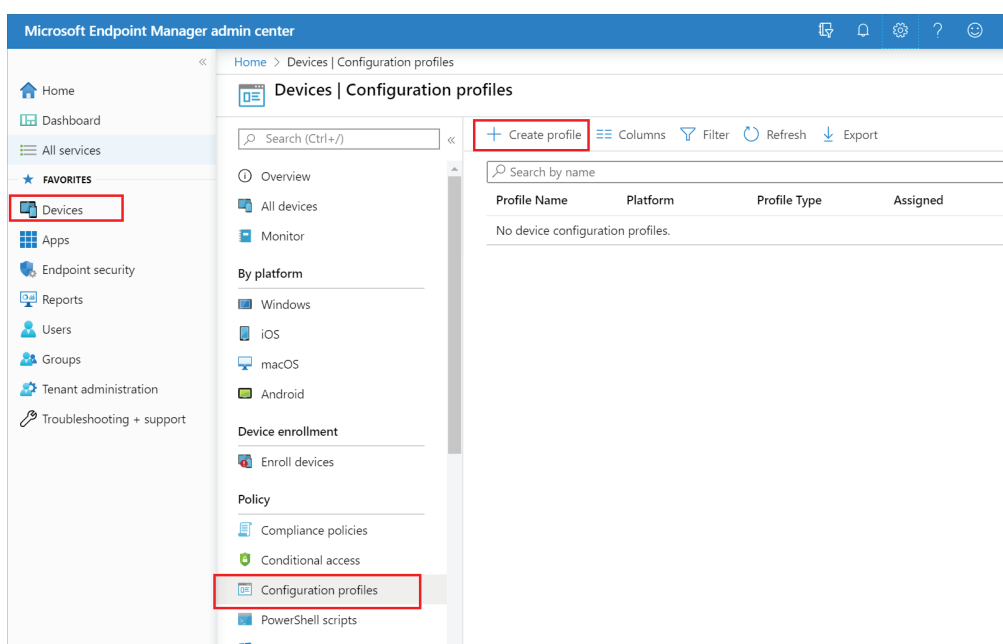 Microsoft Endpoint Manager admin center
Home > Devices | Configuration profiles
Devices | Configuration profiles
Home
Dashboard
All services
FAVORITES
Devices
Apps
Endpoint security
Reports
Users
Groups
Tenant administration
Troubleshooting + support
Search (Ctrl+/)
Overview
All devices
Monitor
By platform
Windows
iOS
macOS
Android
Device enrollment
Enroll devices
Policy
Compliance policies
Conditional access
Configuration profiles
PowerShell scripts
Create profile Columns Filter Refresh Export
Search by name
Profile Name Platform Profile Type Assigned
No device configuration profiles.